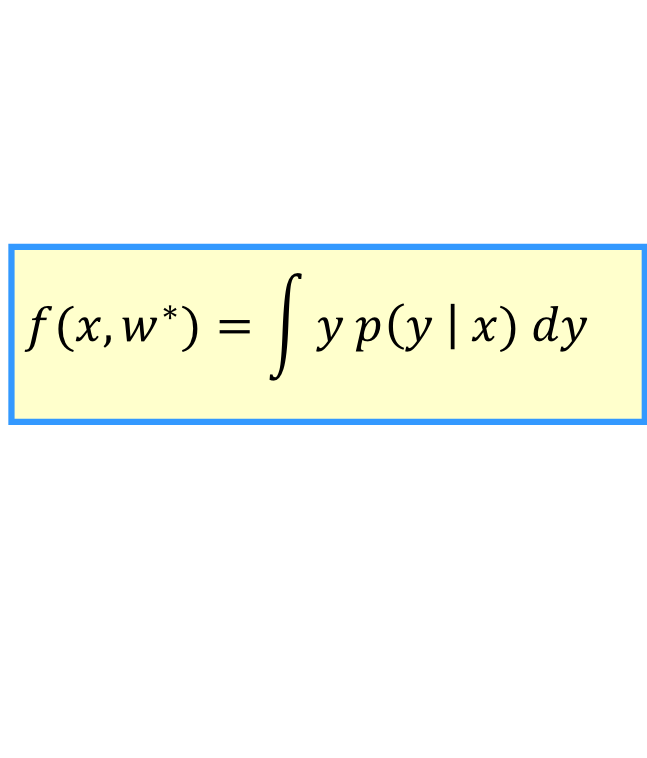 f(x, w*) = ∫ y p(y | x) dy